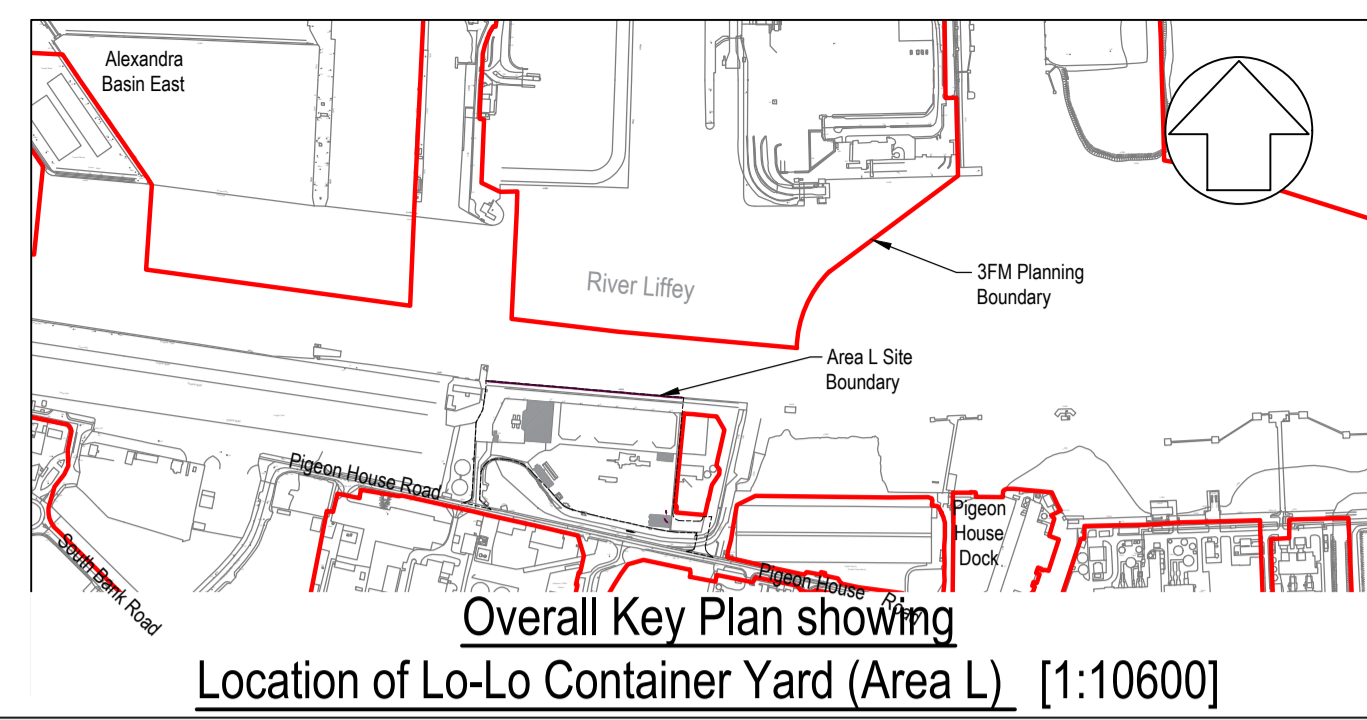 Alexandra
Basin East
River Liffey
3FM Planning
Boundary
Area L Site
Boundary
Pigeon House Road
South Bank Road
Pigeon
House
Dock
Pigeon House Road
Overall Key Plan showing
Location of Lo-Lo Container Yard (Area L) [1:10600]